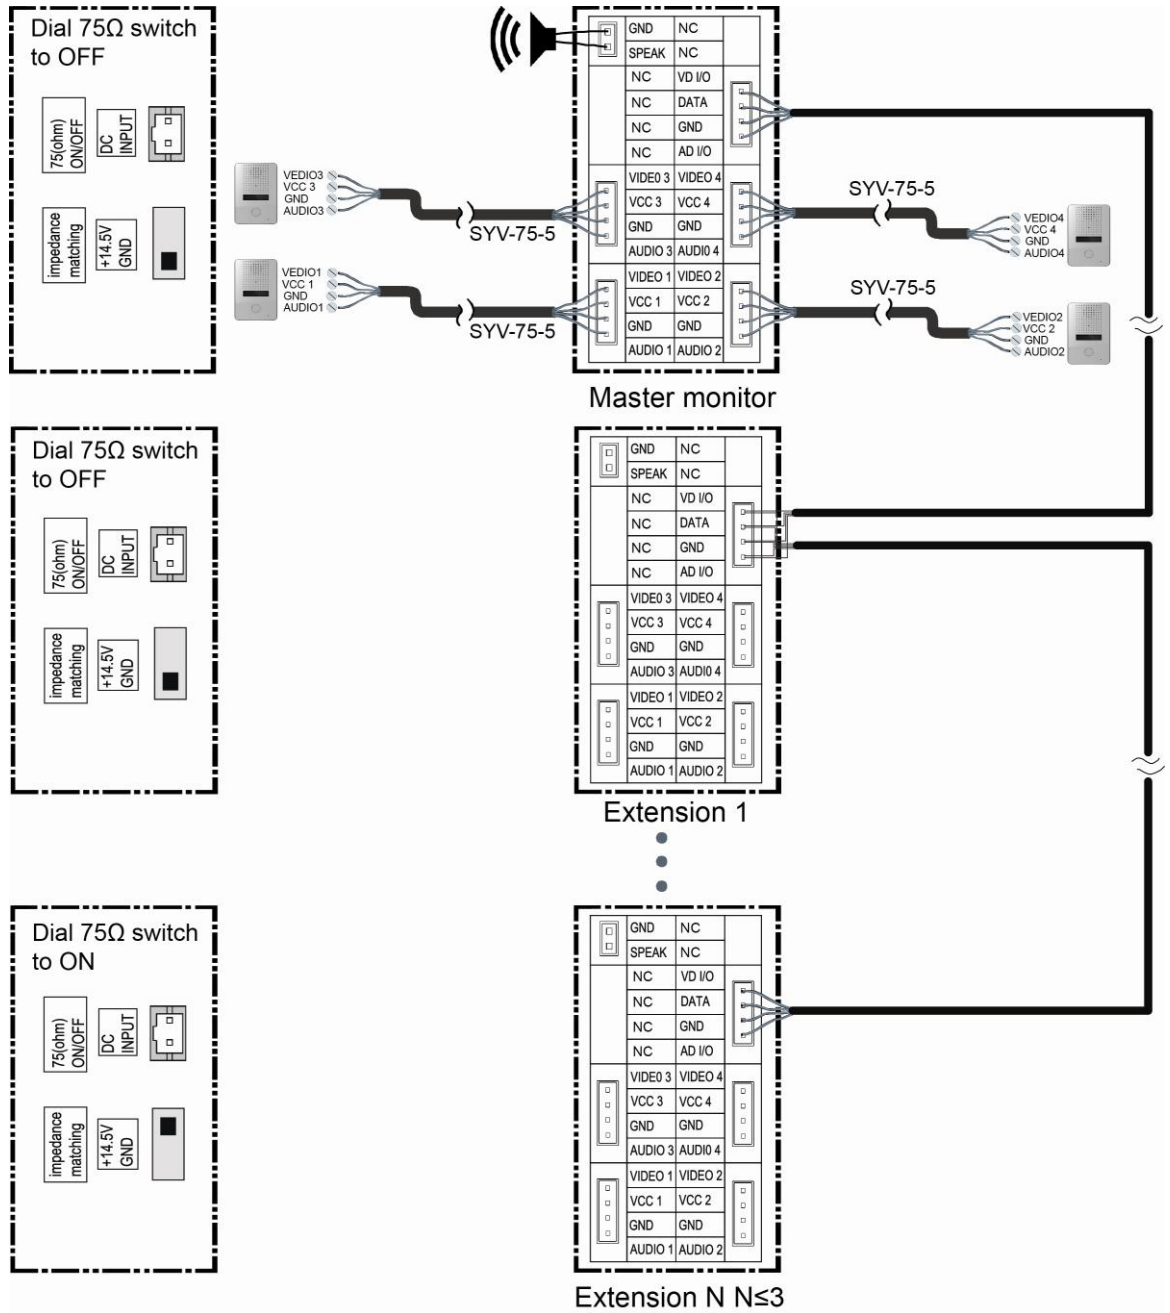 Dial 75Ω switch
to OFF
75(ohm)
ON/OFF
DC
INPUT
impedance
matching
+14.5V
GND
VEDIO3
VCC 3
GND
AUDIO3
SYV-75-5
VEDIO1
VCC 1
GND
AUDIO1
SYV-75-5
GND NC
SPEAK NC
NC VD I/O
NC DATA
NC GND
NC AD I/O
VIDE0 3 VIDEO 4
VCC 3 VCC 4
GND GND
AUDIO 3 AUDI0 4
VIDEO 1 VIDEO 2
VCC 1 VCC 2
GND GND
AUDIO 1 AUDIO 2
SYV-75-5
VEDIO4
VCC 4
GND
AUDIO4
SYV-75-5
VEDIO2
VCC 2
GND
AUDIO2
Master monitor
Dial 75Ω switch
to OFF
75(ohm)
ON/OFF
DC
INPUT
impedance
matching
+14.5V
GND
GND NC
SPEAK NC
NC VD I/O
NC DATA
NC GND
NC AD I/O
VIDE0 3 VIDEO 4
VCC 3 VCC 4
GND GND
AUDIO 3 AUDI0 4
VIDEO 1 VIDEO 2
VCC 1 VCC 2
GND GND
AUDIO 1 AUDIO 2
Extension 1
Dial 75Ω switch
to ON
75(ohm)
ON/OFF
DC
INPUT
impedance
matching
+14.5V
GND
GND NC
SPEAK NC
NC VD I/O
NC DATA
NC GND
NC AD I/O
VIDE0 3 VIDEO 4
VCC 3 VCC 4
GND GND
AUDIO 3 AUDI0 4
VIDEO 1 VIDEO 2
VCC 1 VCC 2
GND GND
AUDIO 1 AUDIO 2
Extension N N≤3